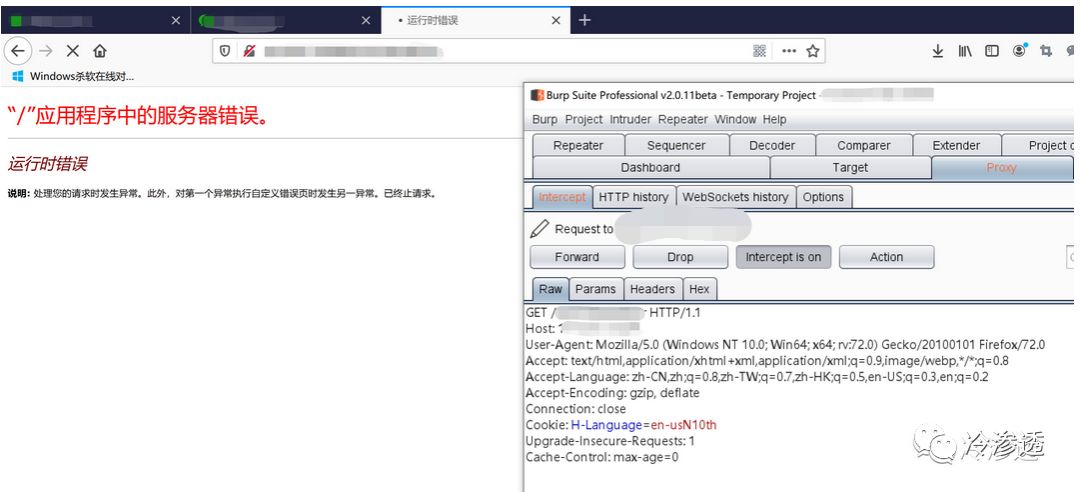 运行时错误
Windows杀软在线对...
“/”应用程序中的服务器错误。
运行时错误
说明: 处理您的请求时发生异常。此外，对第一个异常执行自定义错误页时发生另一异常。已终止请求。
Burp Suite Professional v2.0.11beta - Temporary Project -
Burp Project Intruder Repeater Window Help
Repeater Sequencer Decoder Comparer Extender Project
Dashboard Target Proxy
Intercept HTTP history WebSockets history Options
Request to
Forward Drop Intercept is on Action
Raw Params Headers Hex
GET / HTTP/1.1
Host:
User-Agent: Mozilla/5.0 (Windows NT 10.0; Win64; x64; rv:72.0) Gecko/20100101 Firefox/72.0
Accept: text/html,application/xhtml+xml,application/xml;q=0.9,image/webp,*/*;q=0.8
Accept-Language: zh-CN,zh;q=0.8,zh-TW;q=0.7,zh-HK;q=0.5,en-US;q=0.3,en;q=0.2
Accept-Encoding: gzip, deflate
Connection: close
Cookie: H-Language=en-usN10th
Upgrade-Insecure-Requests: 1
Cache-Control: max-age=0
冷渗透